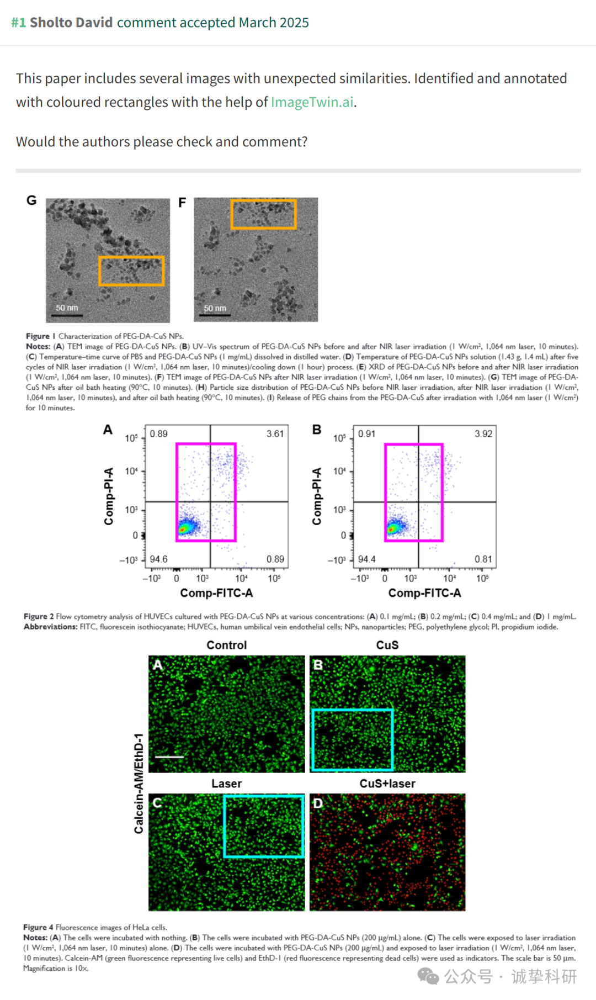 #1 Sholto David comment accepted March 2025
This paper includes several images with unexpected similarities. Identified and annotated
with coloured rectangles with the help of ImageTwin.ai.
Would the authors please check and comment?
G
F
50 nm
50 nm
Figure 1 Characterization of PEG-DA-CuS NPs.
Notes: (A) TEM image of PEG-DA-CuS NPs. (B) UV–Vis spectrum of PEG-DA-CuS NPs before and after NIR laser irradiation (1 W/cm², 1,064 nm laser, 10 minutes).
(C) Temperature–time curve of PBS and PEG-DA-CuS NPs (1 mg/mL) dissolved in distilled water. (D) Temperature of PEG-DA-CuS NPs solution (1.43 g, 1.4 mL) after five
cycles of NIR laser irradiation (1 W/cm², 1,064 nm laser, 10 minutes)/cooling down (1 hour) process. (E) XRD of PEG-DA-CuS NPs before and after NIR laser irradiation
(1 W/cm², 1,064 nm laser, 10 minutes). (F) TEM image of PEG-DA-CuS NPs after NIR laser irradiation (1 W/cm², 1,064 nm laser, 10 minutes). (G) TEM image of PEG-DA-
CuS NPs after oil bath heating (90°C, 10 minutes). (H) Particle size distribution of PEG-DA-CuS NPs before NIR laser irradiation, after NIR laser irradiation (1 W/cm²,
1,064 nm laser, 10 minutes), and after oil bath heating (90°C, 10 minutes). (I) Release of PEG chains from the PEG-DA-CuS after irradiation with 1,064 nm laser (1 W/cm²)
for 10 minutes.
A
0.89
3.61
10⁵
10⁴
10³
0
−10³
94.6
0.89
−10³ 0 10³ 10⁴ 10⁵
Comp-PI-A
Comp-FITC-A
B
0.91
3.92
10⁵
10⁴
10³
0
−10³
94.4
0.81
−10³ 0 10³ 10⁴ 10⁵
Comp-PI-A
Comp-FITC-A
Figure 2 Flow cytometry analysis of HUVECs cultured with PEG-DA-CuS NPs at various concentrations: (A) 0.1 mg/mL; (B) 0.2 mg/mL; (C) 0.4 mg/mL; and (D) 1 mg/mL.
Abbreviations: FITC, fluorescein isothiocyanate; HUVECs, human umbilical vein endothelial cells; NPs, nanoparticles; PEG, polyethylene glycol; PI, propidium iodide.
Control
CuS
A
B
Calcein-AM/EthD-1
Laser
CuS+laser
C
D
Figure 4 Fluorescence images of HeLa cells.
Notes: (A) The cells were incubated with nothing. (B) The cells were incubated with PEG-DA-CuS NPs (200 µg/mL) alone. (C) The cells were exposed to laser irradiation
(1 W/cm², 1,064 nm laser, 10 minutes) alone. (D) The cells were incubated with PEG-DA-CuS NPs (200 µg/mL) and exposed to laser irradiation (1 W/cm², 1,064 nm laser,
10 minutes). Calcein-AM (green fluorescence representing live cells) and EthD-1 (red fluorescence representing dead cells) were used as indicators. The scale bar is 50 µm.
Magnification is 10x.
公众号 · 诚挚科研